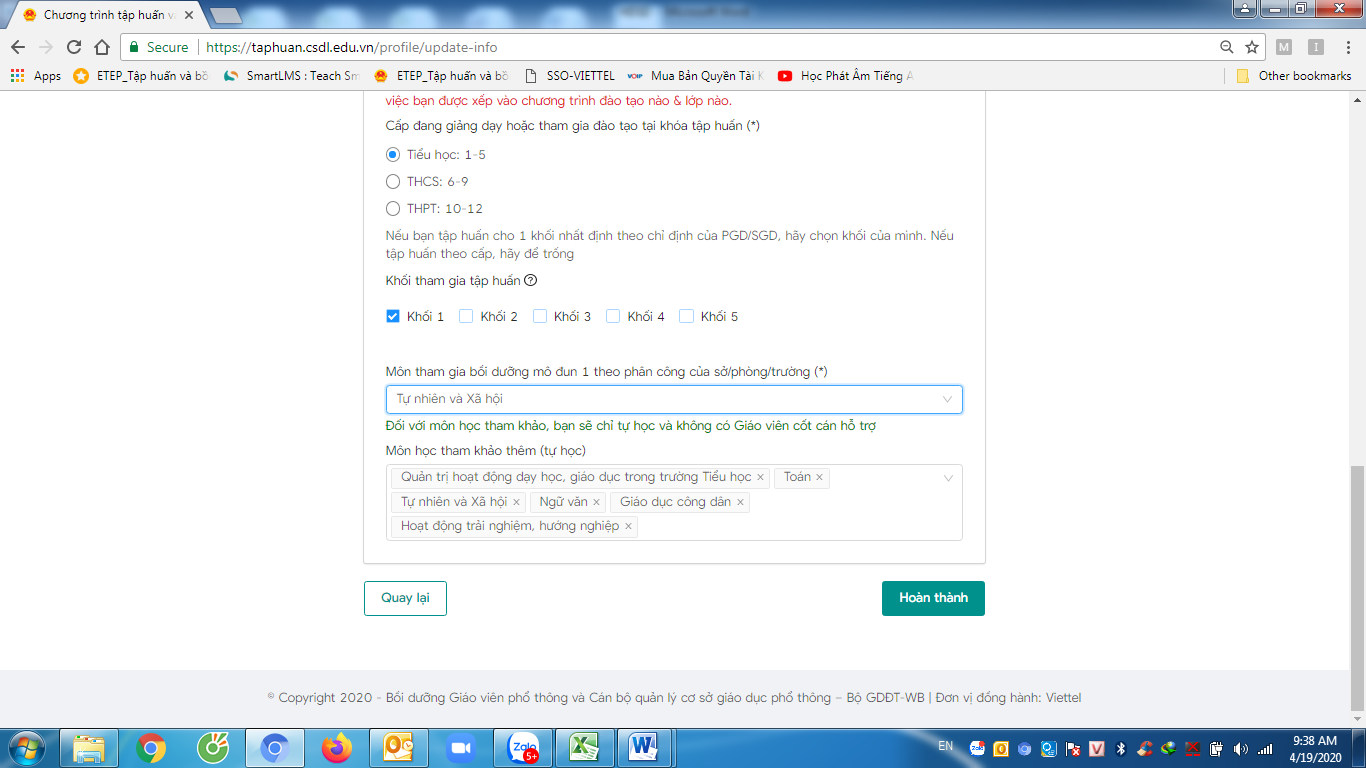 Chương trình tập huấn v
Secure https://taphuan.csdl.edu.vn/profile/update-info
Apps ETEP_Tập huấn và bồ SmartLMS : Teach Sm ETEP_Tập huấn và bồ SSO-VIETTEL Mua Bản Quyền Tài K Học Phát Âm Tiếng A Other bookmarks
việc bạn được xếp vào chương trình đào tạo nào & lớp nào.
Cấp đang giảng dạy hoặc tham gia đào tạo tại khóa tập huấn (*)
Tiểu học: 1-5
THCS: 6-9
THPT: 10-12
Nếu bạn tập huấn cho 1 khối nhất định theo chỉ định của PGD/SGD, hãy chọn khối của mình. Nếu
tập huấn theo cấp, hãy để trống
Khối tham gia tập huấn
Khối 1 Khối 2 Khối 3 Khối 4 Khối 5
Môn tham gia bồi dưỡng mô đun 1 theo phân công của sở/phòng/trường (*)
Tự nhiên và Xã hội
Đối với môn học tham khảo, bạn sẽ chỉ tự học và không có Giáo viên cốt cán hỗ trợ
Môn học tham khảo thêm (tự học)
Quản trị hoạt động dạy học, giáo dục trong trường Tiểu học × Toán ×
Tự nhiên và Xã hội × Ngữ văn × Giáo dục công dân ×
Hoạt động trải nghiệm, hướng nghiệp ×
Quay lại Hoàn thành
© Copyright 2020 - Bồi dưỡng Giáo viên phổ thông và Cán bộ quản lý cơ sở giáo dục phổ thông – Bộ GDĐT-WB | Đơn vị đồng hành: Viettel
Zalo 5+ EN 9:38 AM
4/19/2020